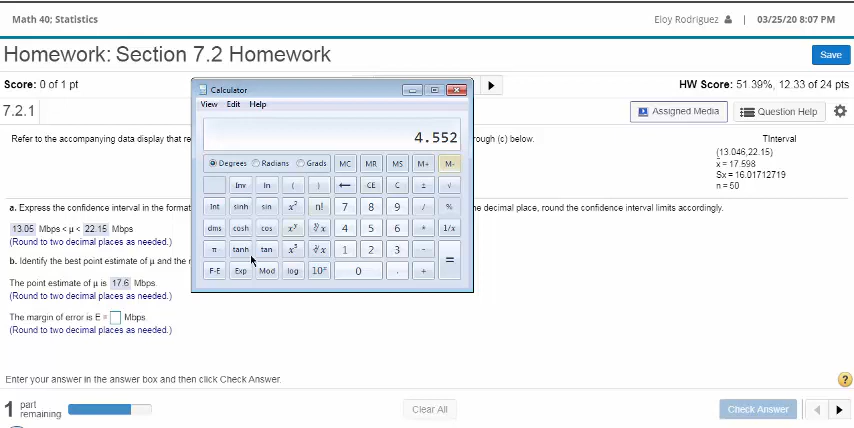 Math 40: Statistics
Eloy Rodriguez | 03/25/20 8:07 PM
Homework: Section 7.2 Homework
Save
Score: 0 of 1 pt
HW Score: 51.39%, 12.33 of 24 pts
7.2.1
Assigned Media
Question Help
Refer to the accompanying data display that re
rough (c) below.
TInterval
(13.046,22.15)
x̄ = 17.598
Sx = 16.01712719
n = 50
a. Express the confidence interval in the format
e decimal place, round the confidence interval limits accordingly.
13.05 Mbps < μ < 22.15 Mbps
(Round to two decimal places as needed.)
b. Identify the best point estimate of μ and the
The point estimate of μ is 17.6 Mbps.
(Round to two decimal places as needed.)
The margin of error is E = Mbps.
(Round to two decimal places as needed.)
Calculator
View Edit Help
4.552
Degrees Radians Grads MC MR MS M+ M-
Inv ln ( ) ← CE C ± √
Int sinh sin x² n! 7 8 9 / %
dms cosh cos xʸ ʸ√x 4 5 6 * 1/x
π tanh tan x³ ³√x 1 2 3 - =
F-E Exp Mod log 10ˣ 0 . +
Enter your answer in the answer box and then click Check Answer.
?
1 part remaining
Clear All
Check Answer